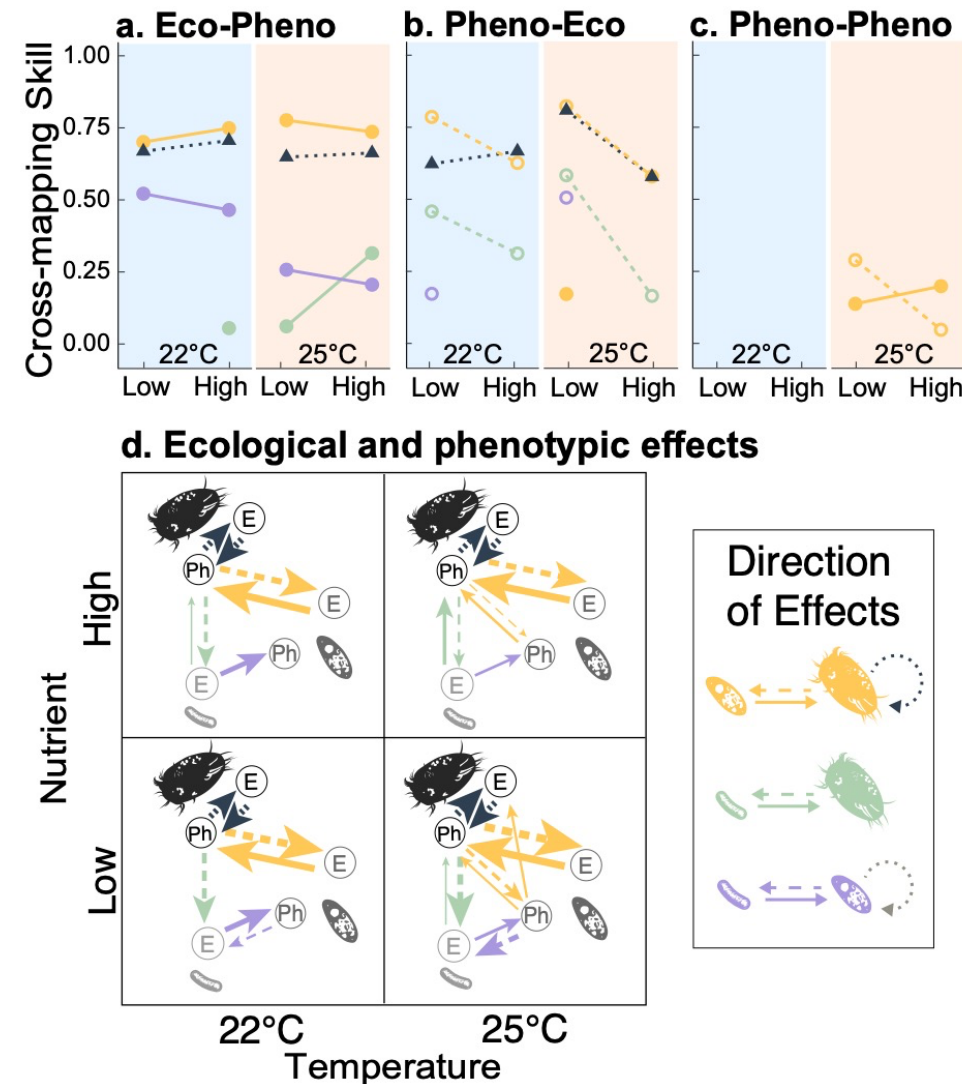 a. Eco-Pheno
b. Pheno-Eco
c. Pheno-Pheno
Cross-mapping Skill
1.00
0.75
0.50
0.25
0.00
22°C
25°C
22°C
25°C
22°C
25°C
Low
High
Low
High
Low
High
Low
High
Low
High
Low
High
d. Ecological and phenotypic effects
Nutrient
High
Low
E
Ph
E
Ph
E
E
Ph
E
Ph
E
E
Ph
E
Ph
E
E
Ph
E
Ph
E
22°C
25°C
Temperature
Direction
of Effects